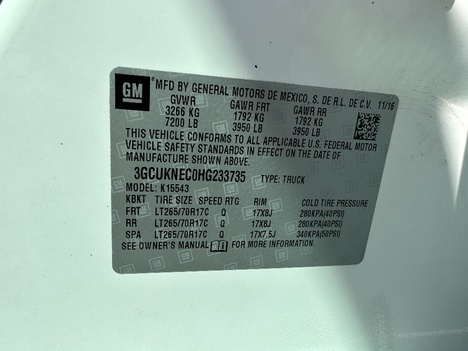 GM
MFD BY GENERAL MOTORS DE MEXICO, S. DE R.L. DE C.V. 11/16
GVWR GAWR FRT GAWR RR
3266 KG 1792 KG 1792 KG
7200 LB 3950 LB 3950 LB
THIS VEHICLE CONFORMS TO ALL APPLICABLE U.S. FEDERAL MOTOR
VEHICLE SAFETY STANDARDS IN EFFECT ON THE DATE OF
MANUFACTURE SHOWN ABOVE.
3GCUKNEC0HG233735 TYPE: TRUCK
MODEL: K15543
KBKT TIRE SIZE SPEED RTG RIM COLD TIRE PRESSURE
FRT LT265/70R17C Q 17X8J 280KPA(40PSI)
RR LT265/70R17C Q 17X8J 280KPA(40PSI)
SPA LT265/70R17C Q 17X7.5J 340KPA(50PSI)
SEE OWNER'S MANUAL FOR MORE INFORMATION.